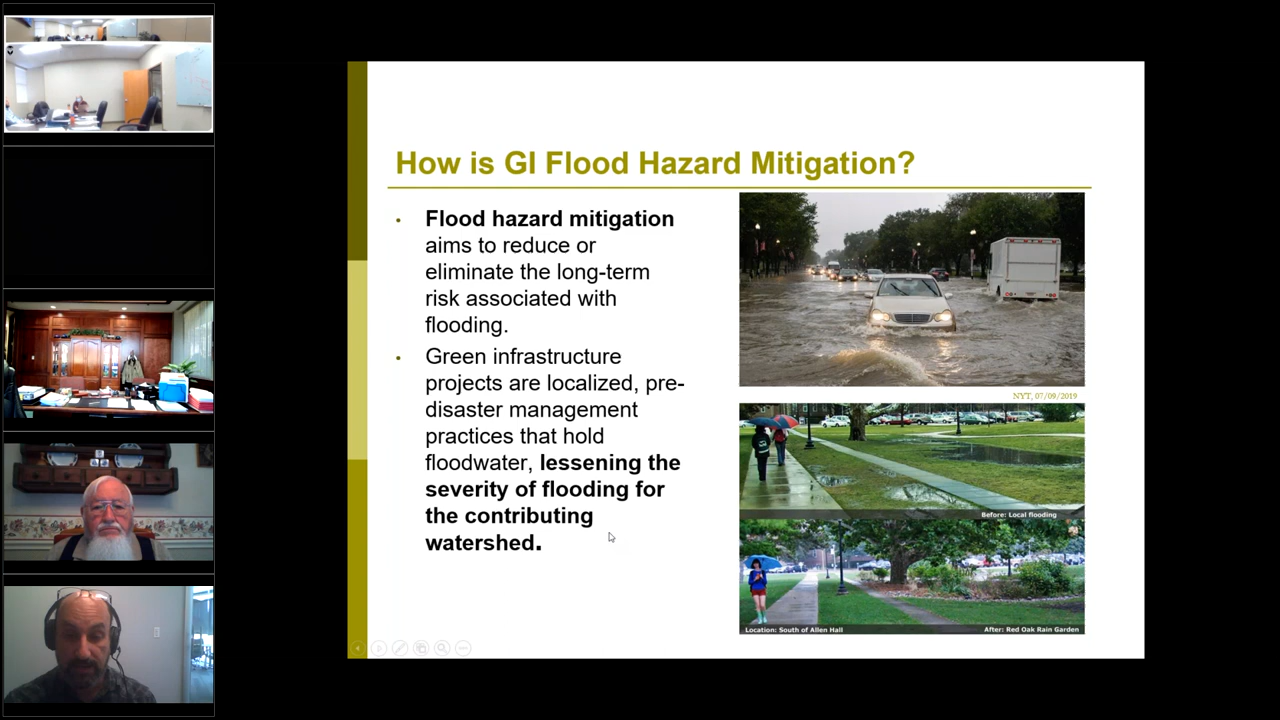 How is GI Flood Hazard Mitigation?
• Flood hazard mitigation
aims to reduce or
eliminate the long-term
risk associated with
flooding.
• Green infrastructure
projects are localized, pre-
disaster management
practices that hold
floodwater, lessening the
severity of flooding for
the contributing
watershed.
NYT, 07/09/2019
Before: Local flooding
Location: South of Allen Hall
After: Red Oak Rain Garden